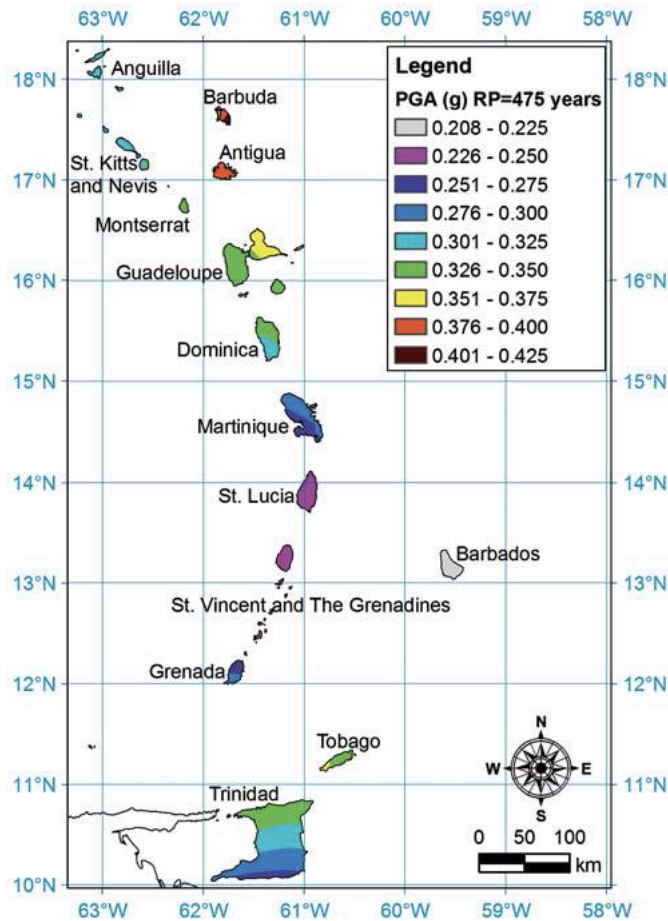 63°W 62°W 61°W 60°W 59°W 58°W
18°N
18°N
Anguilla
Barbuda
Antigua
St. Kitts
and Nevis
17°N
17°N
Montserrat
Guadeloupe
16°N
16°N
Dominica
15°N
15°N
Martinique
14°N
14°N
St. Lucia
Barbados
13°N
13°N
St. Vincent and The Grenadines
Grenada
12°N
12°N
Tobago
11°N
11°N
Trinidad
10°N
10°N
63°W 62°W 61°W 60°W 59°W 58°W
Legend
PGA (g) RP=475 years
0.208 - 0.225
0.226 - 0.250
0.251 - 0.275
0.276 - 0.300
0.301 - 0.325
0.326 - 0.350
0.351 - 0.375
0.376 - 0.400
0.401 - 0.425
N
W E
S
0 50 100
km